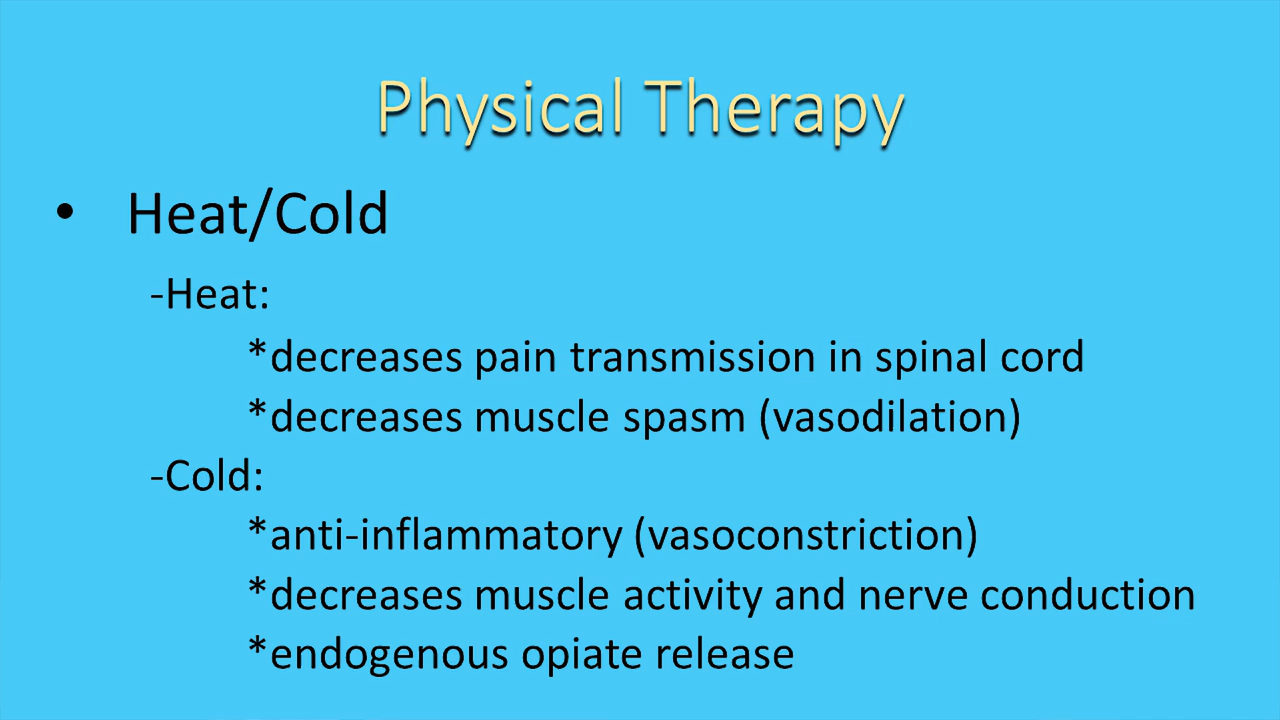 Physical Therapy
• Heat/Cold
-Heat:
*decreases pain transmission in spinal cord
*decreases muscle spasm (vasodilation)
-Cold:
*anti-inflammatory (vasoconstriction)
*decreases muscle activity and nerve conduction
*endogenous opiate release